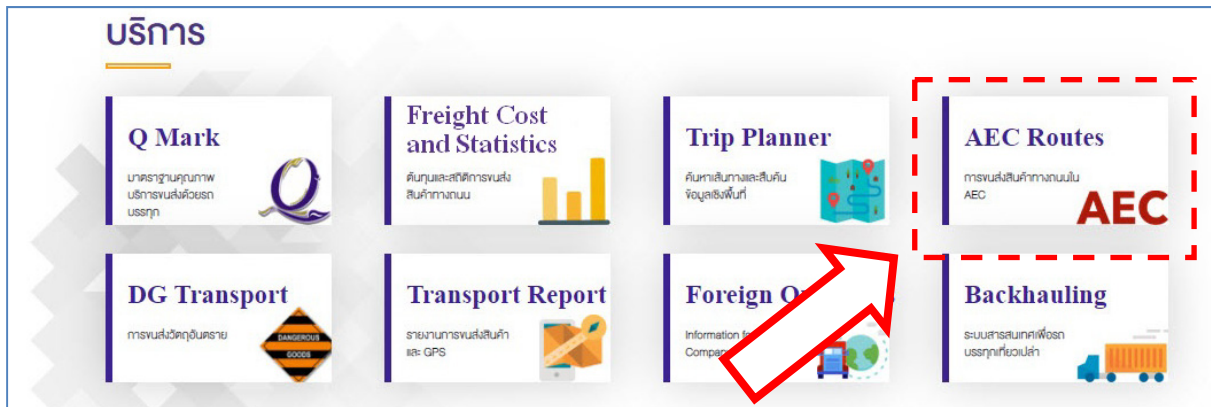 บริการ
Q Mark
มาตราฐานคุณภาพ
บริการขนส่งด้วยรถ
บรรทุก
Freight Cost
and Statistics
ต้นทุนและสถิติการขนส่ง
สินค้าทางถนน
Trip Planner
ค้นหาเส้นทางและสืบค้น
ข้อมูลเชิงพื้นที่
AEC Routes
การขนส่งสินค้าทางถนนใน
AEC
AEC
DG Transport
การขนส่งวัตถุอันตราย
DANGEROUS
GOODS
Transport Report
รายงานการขนส่งสินค้า
และ GPS
Foreign
Information
Backhauling
ระบบสารสนเทศเพื่อรถ
บรรทุกเที่ยวเปล่า